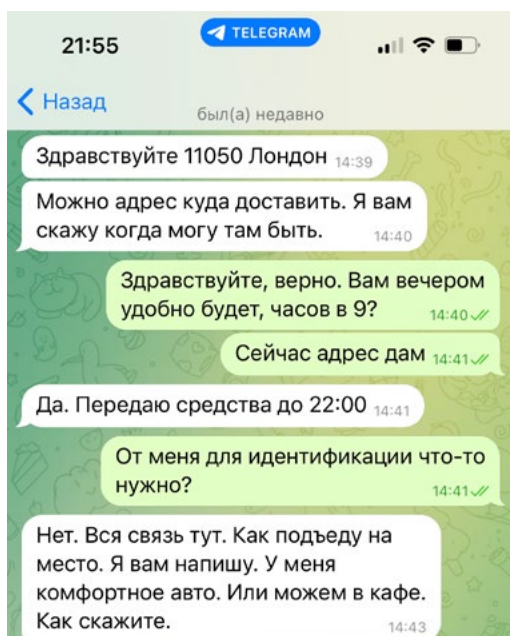 21:55
TELEGRAM
Назад
был(а) недавно
Здравствуйте 11050 Лондон 14:39
Можно адрес куда доставить. Я вам
скажу когда могу там быть. 14:40
Здравствуйте, верно. Вам вечером
удобно будет, часов в 9? 14:40
Сейчас адрес дам 14:41
Да. Передаю средства до 22:00 14:41
От меня для идентификации что-то
нужно? 14:41
Нет. Вся связь тут. Как подъеду на
место. Я вам напишу. У меня
комфортное авто. Или можем в кафе.
Как скажите. 14:43